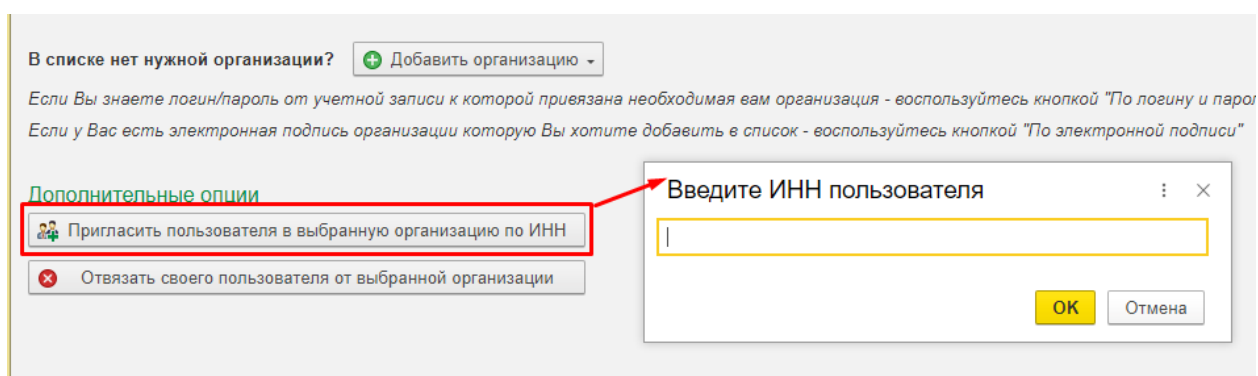 В списке нет нужной организации? Добавить организацию
Если Вы знаете логин/пароль от учетной записи к которой привязана необходимая вам организация - воспользуйтесь кнопкой "По логину и
Если у Вас есть электронная подпись организации которую Вы хотите добавить в список - воспользуйтесь кнопкой "По электронной подписи"
Дополнительные опции
Пригласить пользователя в выбранную организацию по ИНН
Отвязать своего пользователя от выбранной организации
Введите ИНН пользователя
ОК Отмена